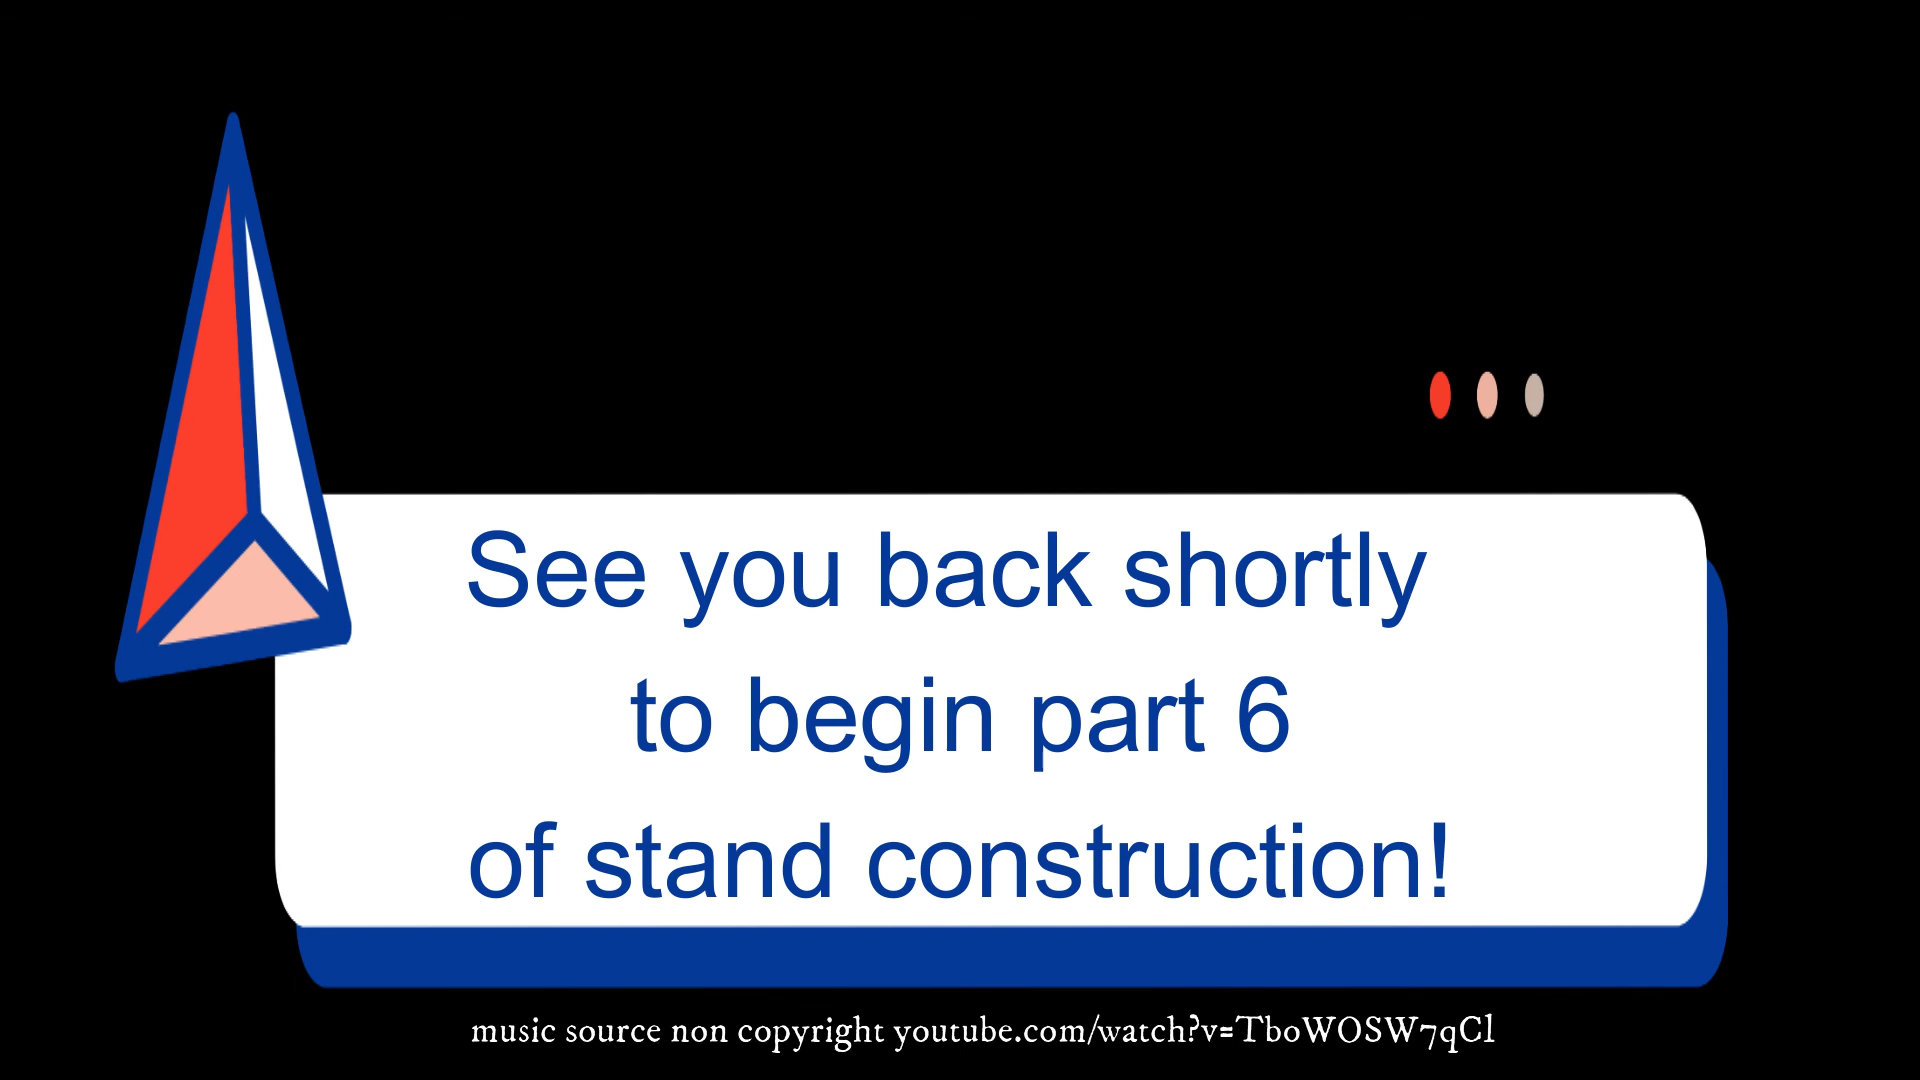 See you back shortly
to begin part 6
of stand construction!
music source non copyright youtube.com/watch?v=TboWOSW7qCl